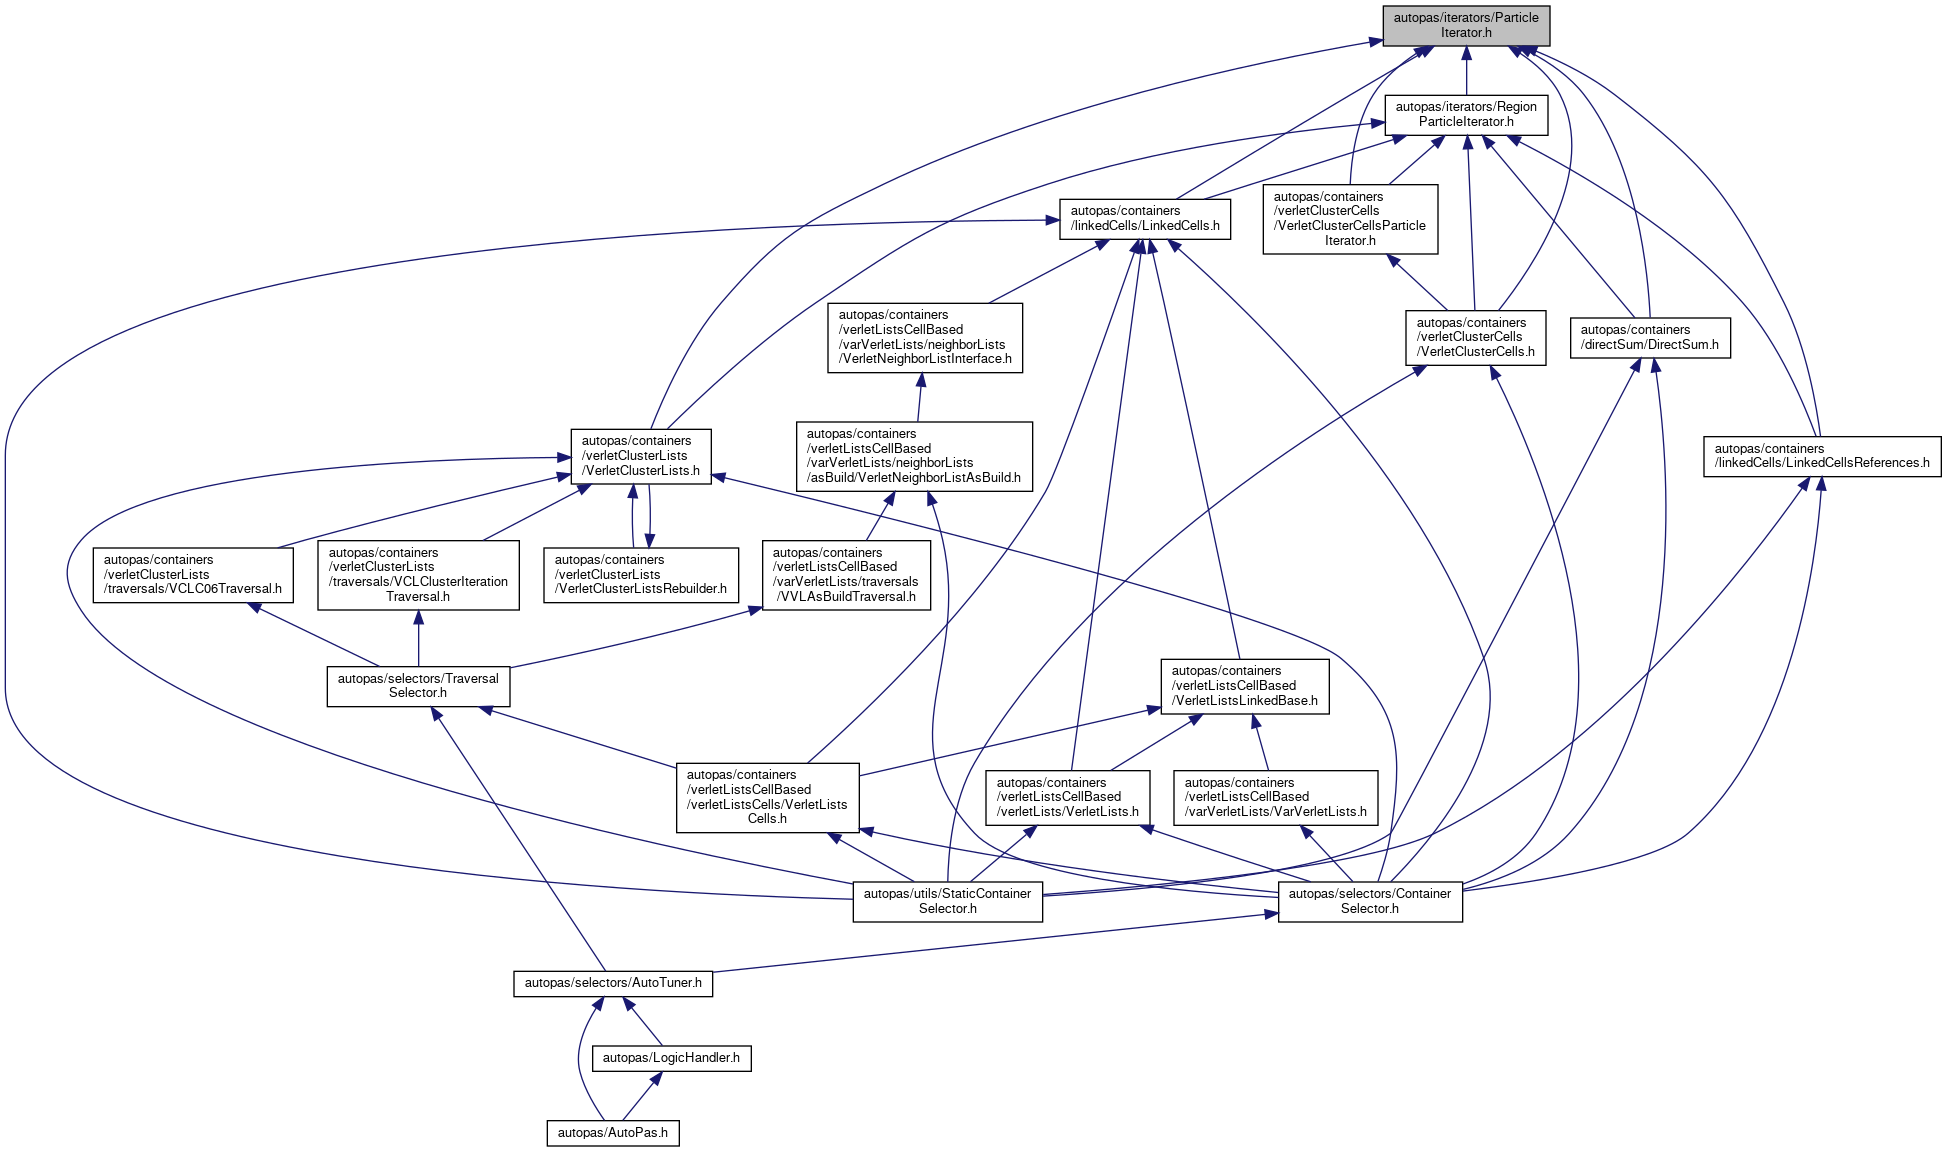 autopas/iterators/Particle
Iterator.h
autopas/iterators/Region
ParticleIterator.h
autopas/containers
/linkedCells/LinkedCells.h
autopas/containers
/verletClusterCells
/VerletClusterCellsParticle
Iterator.h
autopas/containers
/verletListsCellBased
/varVerletLists/neighborLists
/VerletNeighborListInterface.h
autopas/containers
/verletClusterCells
/VerletClusterCells.h
autopas/containers
/directSum/DirectSum.h
autopas/containers
/verletClusterLists
/VerletClusterLists.h
autopas/containers
/verletListsCellBased
/varVerletLists/neighborLists
/asBuild/VerletNeighborListAsBuild.h
autopas/containers
/linkedCells/LinkedCellsReferences.h
autopas/containers
/verletClusterLists
/traversals/VCLC06Traversal.h
autopas/containers
/verletClusterLists
/traversals/VCLClusterIteration
Traversal.h
autopas/containers
/verletClusterLists
/VerletClusterListsRebuilder.h
autopas/containers
/verletListsCellBased
/varVerletLists/traversals
/VVLAsBuildTraversal.h
autopas/selectors/Traversal
Selector.h
autopas/containers
/verletListsCellBased
/VerletListsLinkedBase.h
autopas/containers
/verletListsCellBased
/verletListsCells/VerletLists
Cells.h
autopas/containers
/verletListsCellBased
/verletLists/VerletLists.h
autopas/containers
/verletListsCellBased
/varVerletLists/VarVerletLists.h
autopas/utils/StaticContainer
Selector.h
autopas/selectors/Container
Selector.h
autopas/selectors/AutoTuner.h
autopas/LogicHandler.h
autopas/AutoPas.h